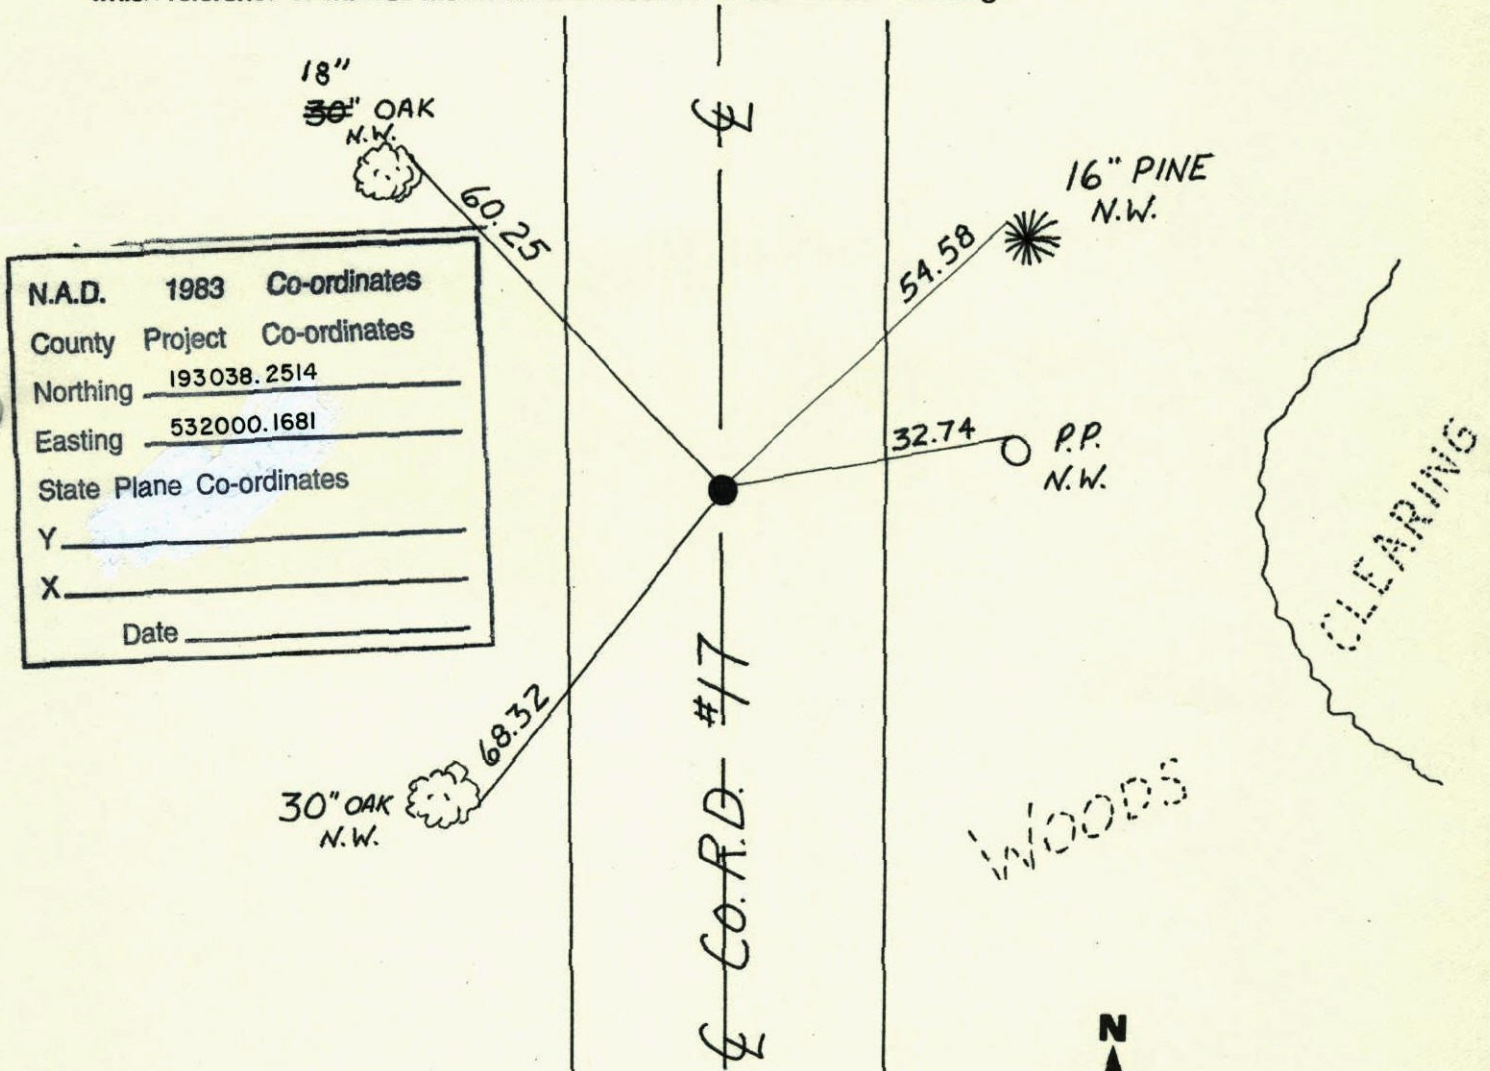 18"
30" OAK
N.W.
60.25
℄
16" PINE
N.W.
54.58
N.A.D. 1983 Co-ordinates
County Project Co-ordinates
Northing 193038.2514
Easting 532000.1681
State Plane Co-ordinates
Y
X
Date
32.74
P.P.
N.W.
CLEARING
68.32
30" OAK
N.W.
℄ CO. R.D. #17
WOODS
N